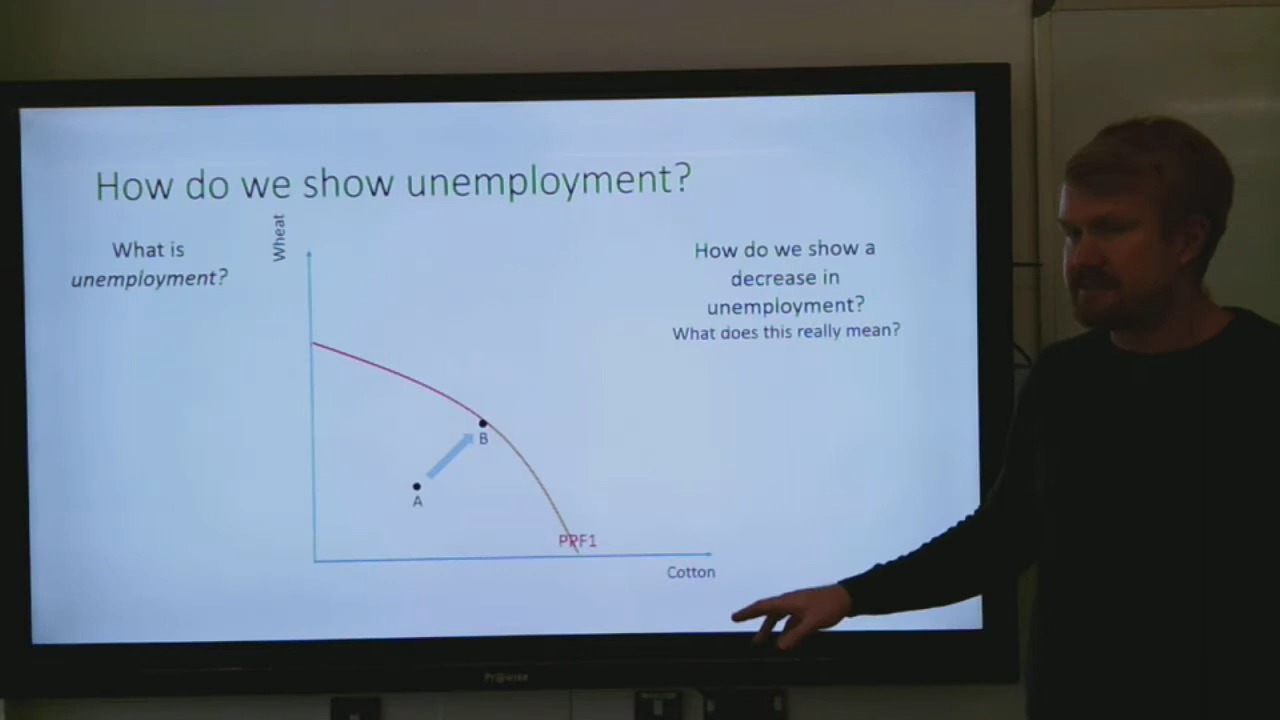 How do we show unemployment?
What is
unemployment?
Wheat
How do we show a
decrease in
unemployment?
What does this really mean?
B
A
PRF1
Cotton